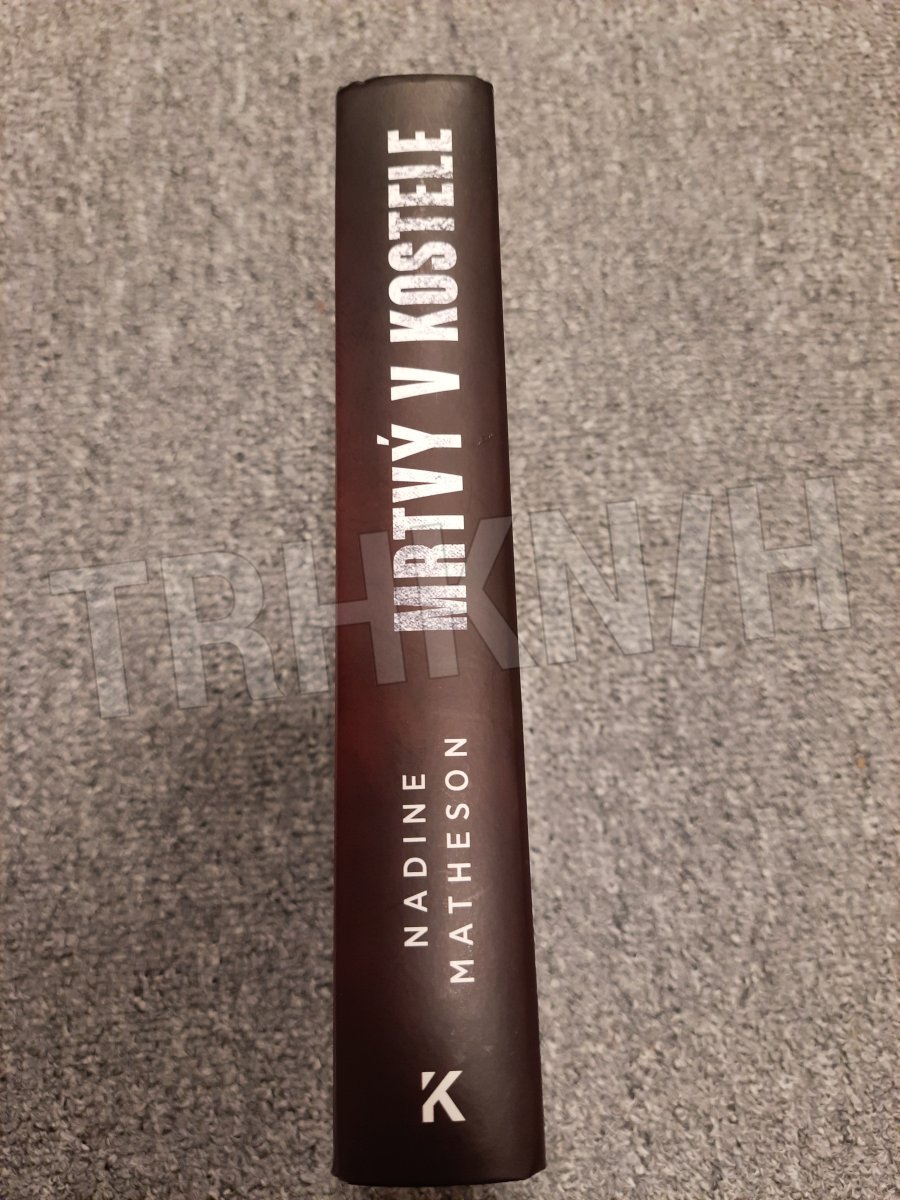 MRTVÝ V KOSTELE
NADINE
MATHESON
K
TRHKNIH